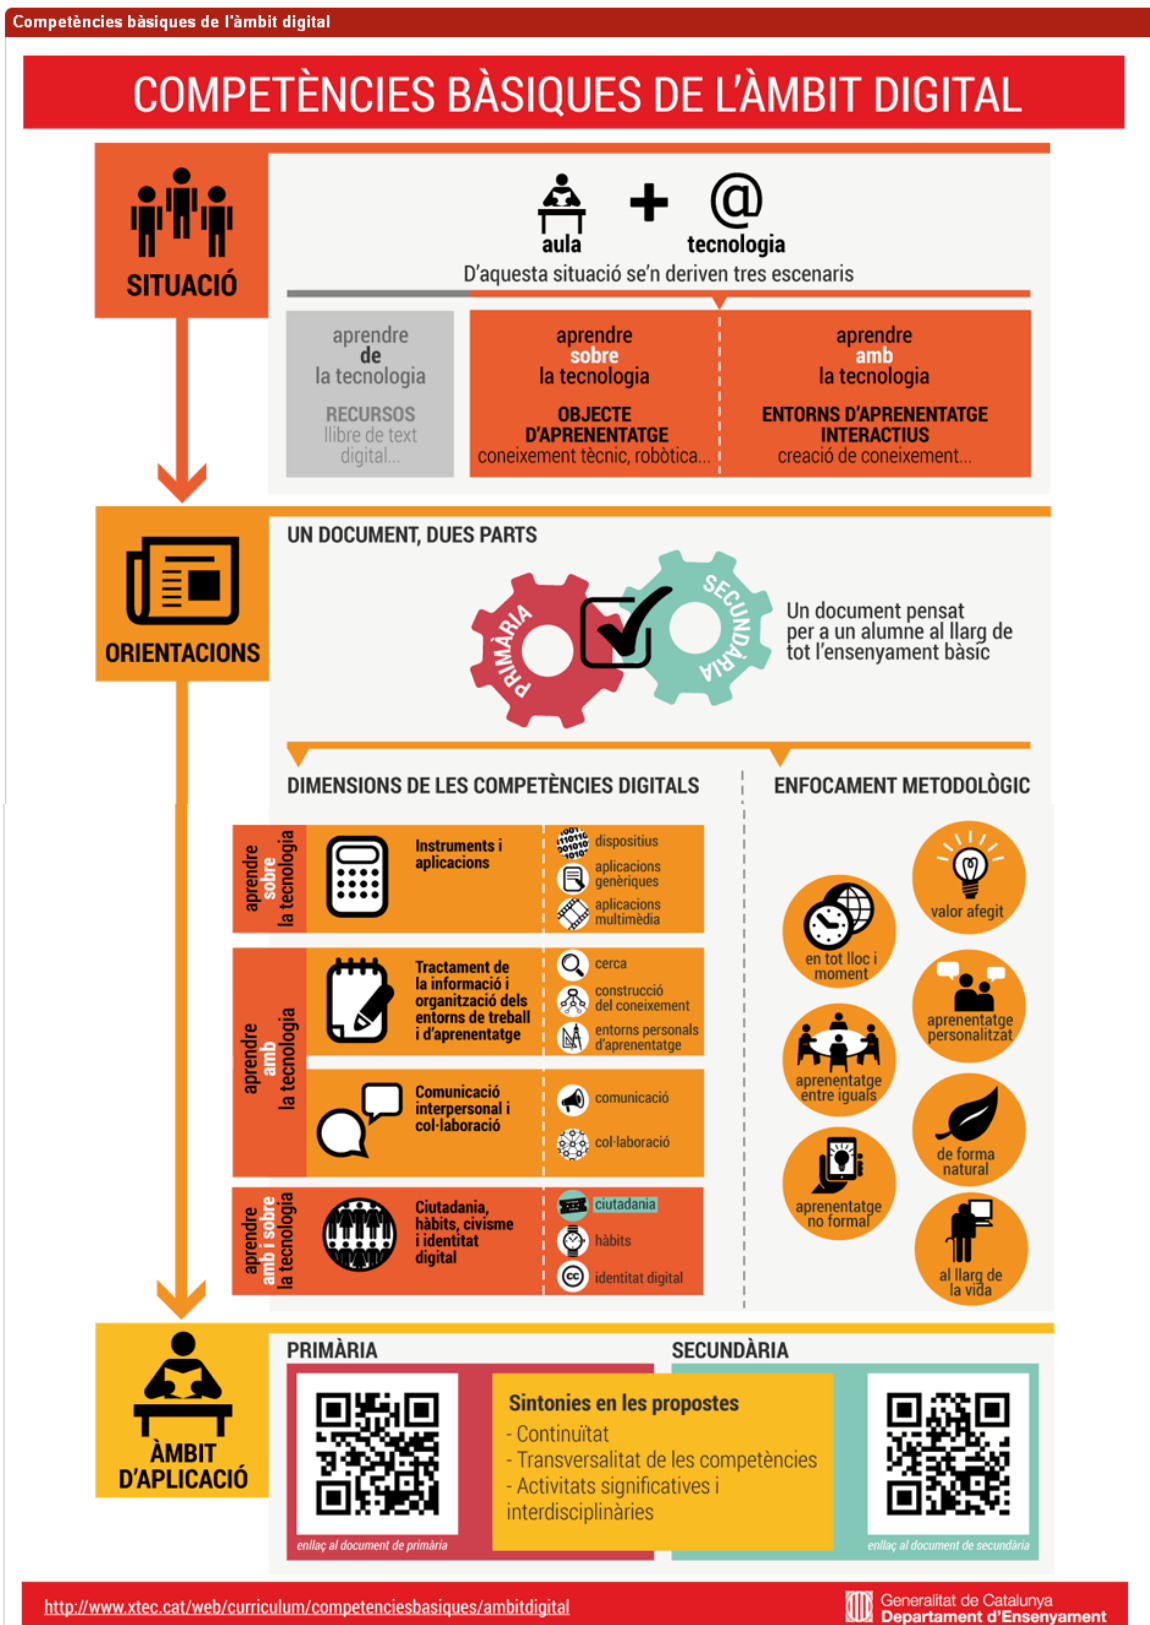 Competències bàsiques de l'àmbit digital
COMPETÈNCIES BÀSIQUES DE L'ÀMBIT DIGITAL
SITUACIÓ
aula
+
@
tecnologia
D'aquesta situació se'n deriven tres escenaris
aprendre
de
la tecnologia
RECURSOS
llibre de text
digital...
aprendre
sobre
la tecnologia
OBJECTE
D'APRENENTATGE
coneixement tècnic, robòtica...
aprendre
amb
la tecnologia
ENTORNS D'APRENENTATGE
INTERACTIUS
creació de coneixement...
ORIENTACIONS
UN DOCUMENT, DUES PARTS
PRIMÀRIA
SECUNDÀRIA
Un document pensat
per a un alumne al llarg de
tot l'ensenyament bàsic
DIMENSIONS DE LES COMPETÈNCIES DIGITALS
aprendre
sobre
la tecnologia
Instruments i
aplicacions
dispositius
aplicacions
genèriques
aplicacions
multimèdia
aprendre
amb
la tecnologia
Tractament de
la informació i
organització dels
entorns de treball
i d'aprenentatge
cerca
construcció
del coneixement
entorns personals
d'aprenentatge
Comunicació
interpersonal i
col·laboració
comunicació
col·laboració
aprendre
amb i sobre
la tecnologia
Ciutadania,
hàbits, civisme
i identitat
digital
ciutadania
hàbits
cc
identitat digital
ENFOCAMENT METODOLÒGIC
valor afegit
en tot lloc i
moment
aprenentatge
personalitzat
aprenentatge
entre iguals
de forma
natural
aprenentatge
no formal
al llarg de
la vida
ÀMBIT
D'APLICACIÓ
PRIMÀRIA
enllaç al document de primària
Sintonies en les propostes
- Continuïtat
- Transversalitat de les competències
- Activitats significatives i
interdisciplinàries
SECUNDÀRIA
enllaç al document de secundària
http://www.xtec.cat/web/curriculum/competenciesbasiques/ambitdigital
Generalitat de Catalunya
Departament d'Ensenyament